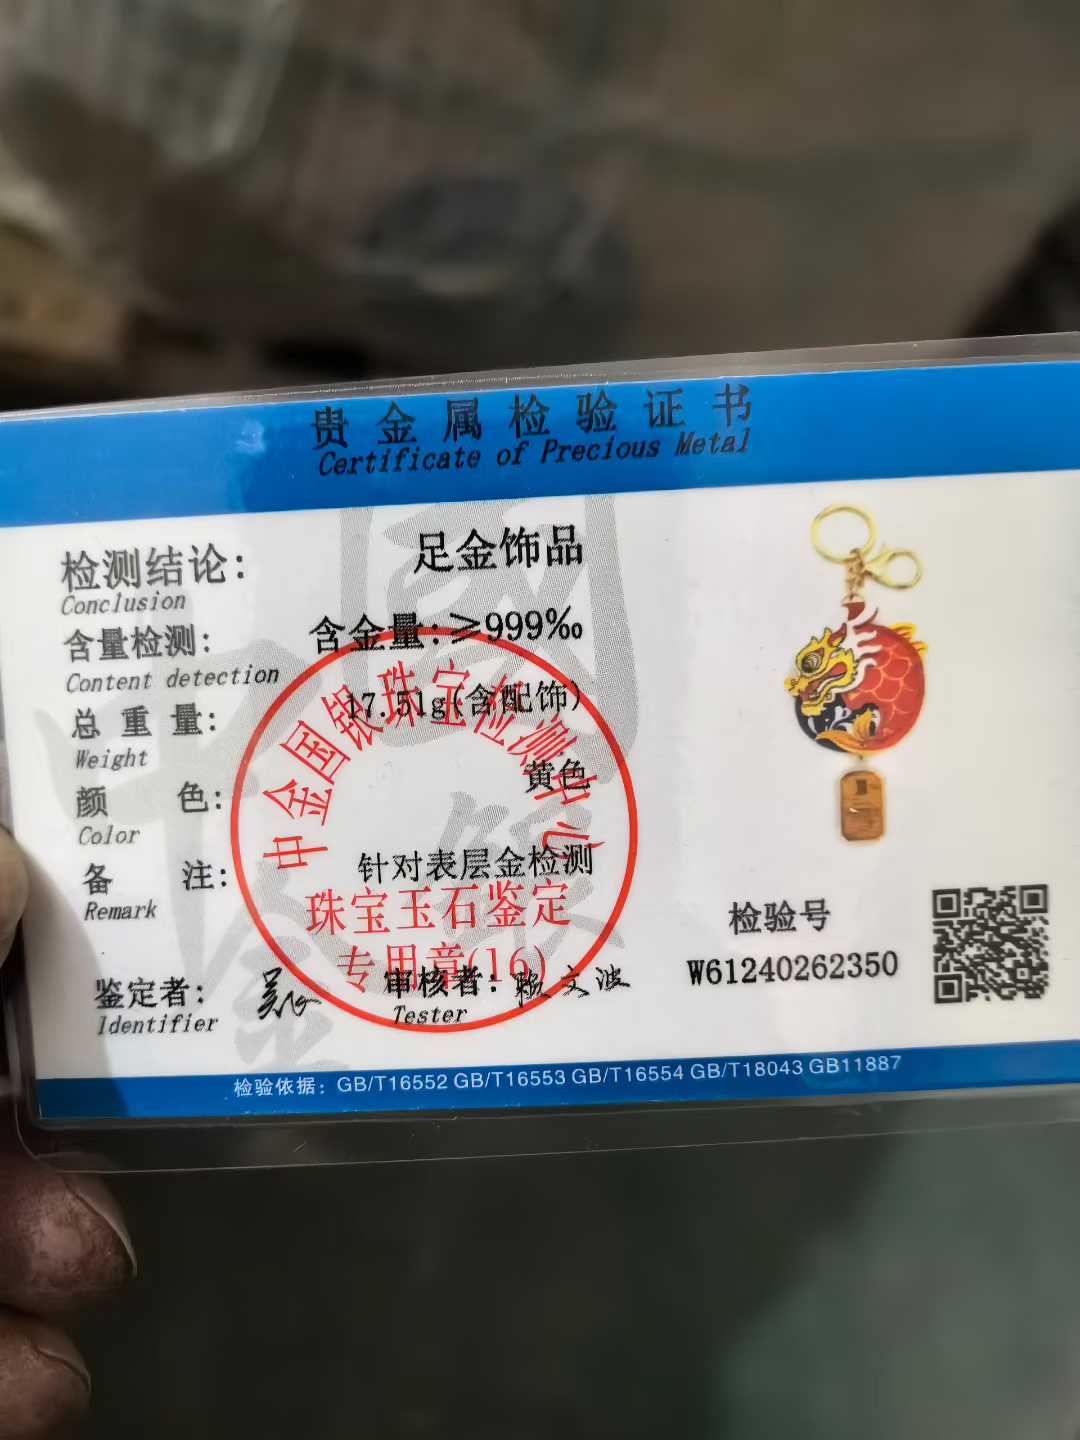 贵金属检验证书
Certificate of Precious Metal
检测结论: 足金饰品
Conclusion
含量检测: 含金量:≥999‰
Content detection
总重量: 17.51g(含配饰)
Weight
颜色: 黄色
Color
备注: 针对表层金检测
Remark
中金国银珠宝检测中心
珠宝玉石鉴定
专用章(16)
检验号
W61240262350
鉴定者: 审核者: 赖文波
Identifier Tester
检验依据: GB/T16552 GB/T16553 GB/T16554 GB/T18043 GB11887